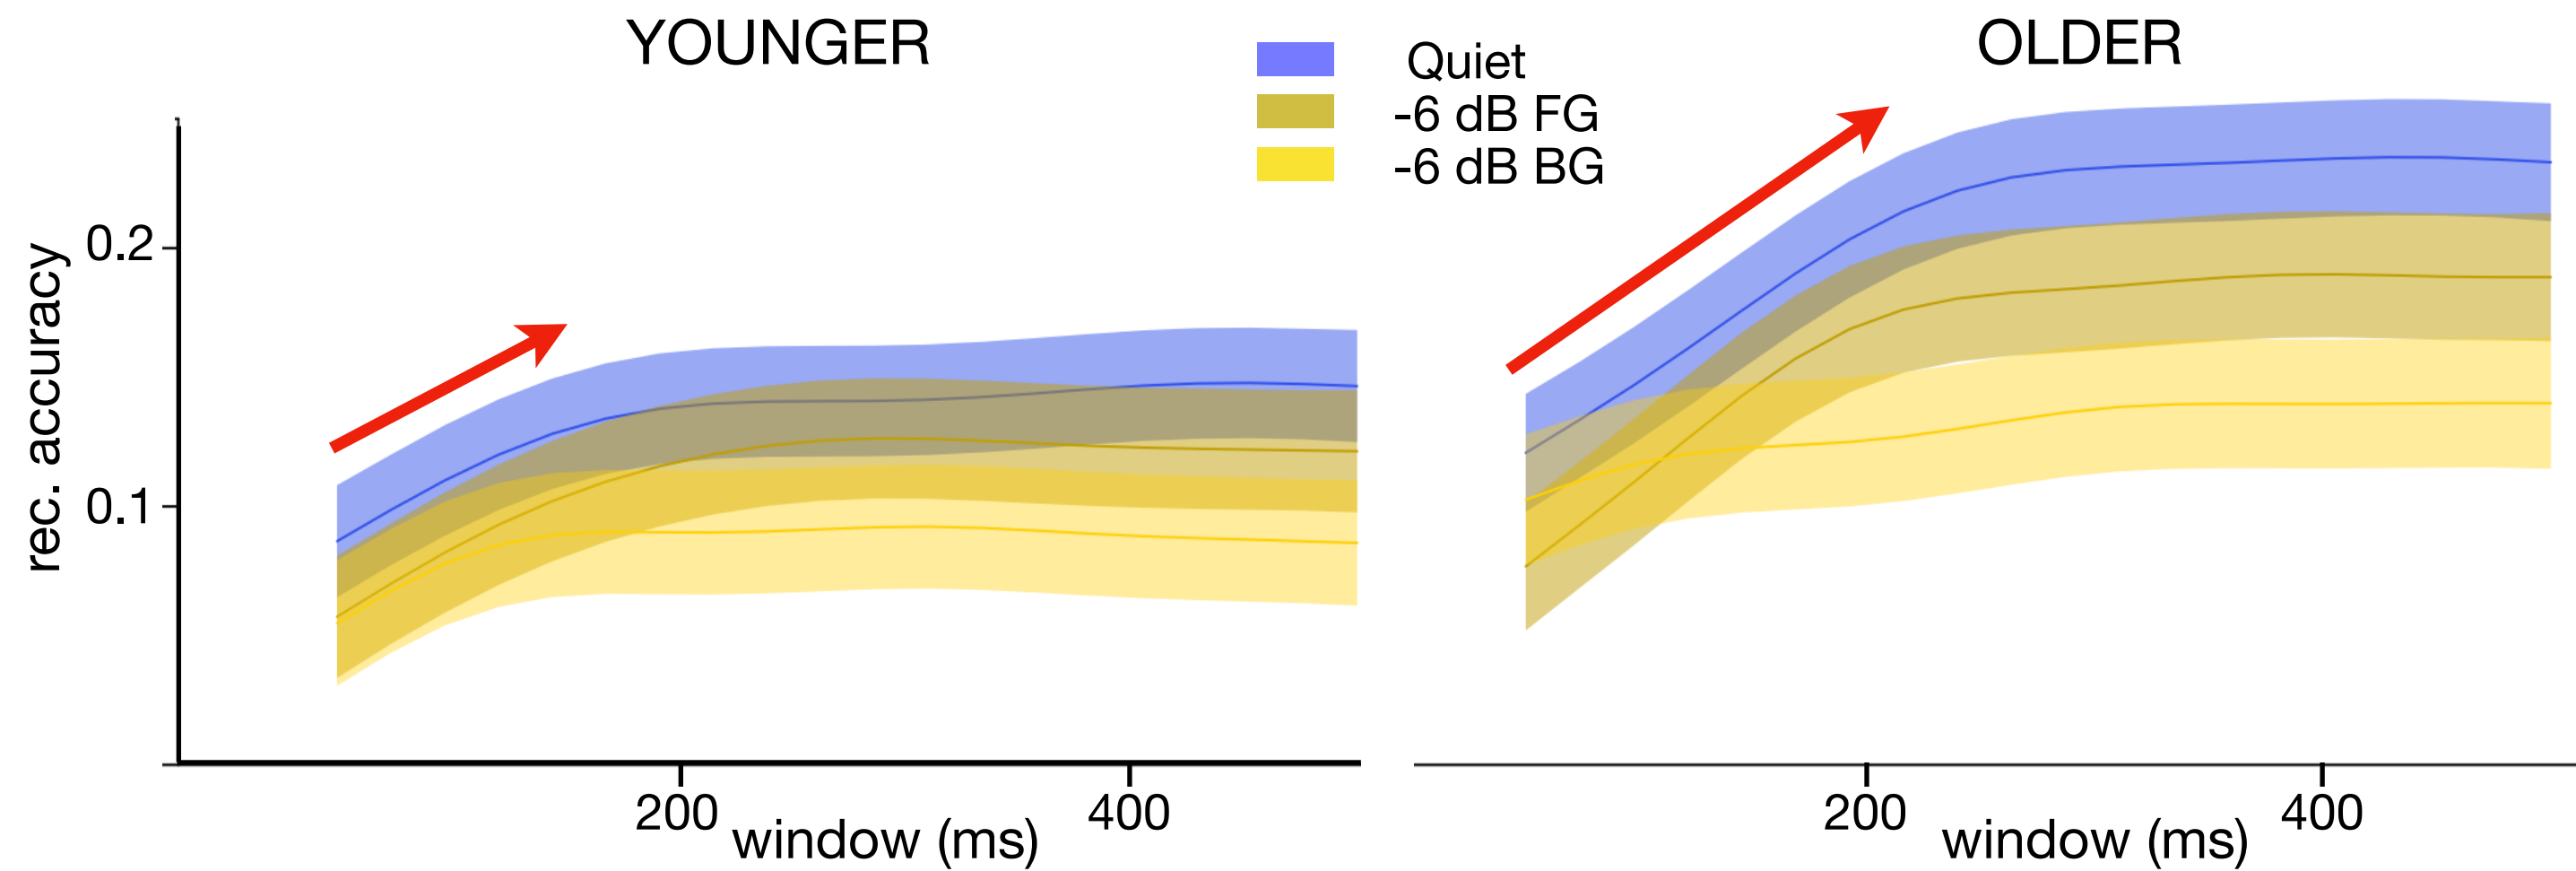 YOUNGER
Quiet
-6 dB FG
-6 dB BG
OLDER
rec. accuracy
0.2
0.1
200
400
window (ms)
200
400
window (ms)